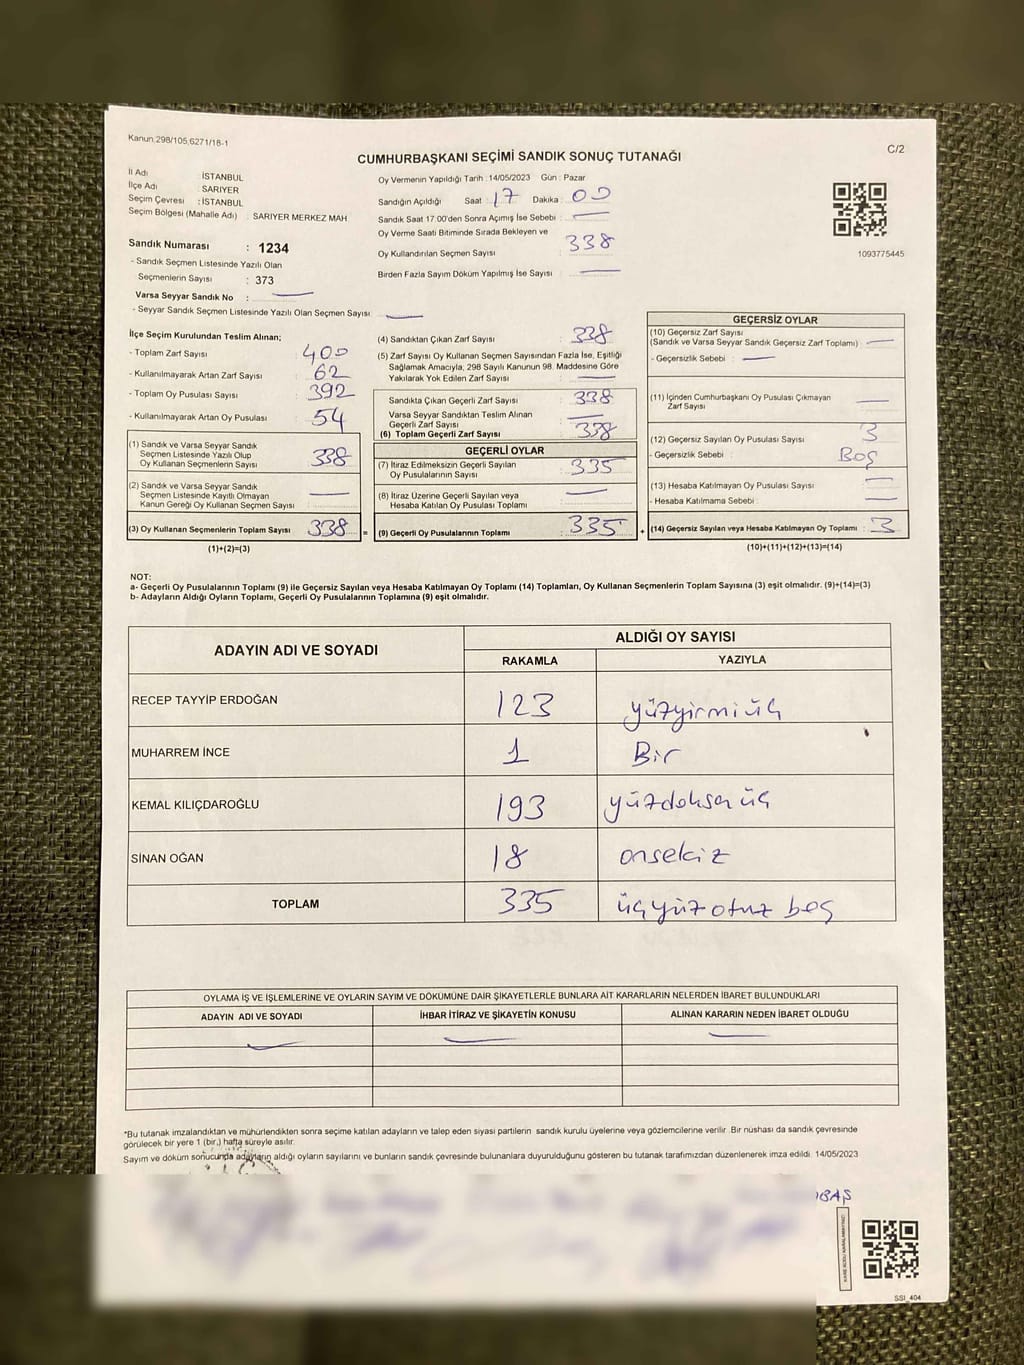 Kanun.298/105,6271/18-1
C/2
CUMHURBAŞKANI SEÇİMİ SANDIK SONUÇ TUTANAĞI
İl Adı : İSTANBUL
İlçe Adı : SARIYER
Seçim Çevresi : İSTANBUL
Seçim Bölgesi (Mahalle Adı) : SARIYER MERKEZ MAH
Sandık Numarası : 1234
- Sandık Seçmen Listesinde Yazılı Olan
Seçmenlerin Sayısı : 373
Varsa Seyyar Sandık No : —
- Seyyar Sandık Seçmen Listesinde Yazılı Olan Seçmen Sayısı : —
Oy Vermenin Yapıldığı Tarih : 14/05/2023 Gün : Pazar
Sandığın Açıldığı Saat : 17 Dakika : 00
Sandık Saat 17:00'den Sonra Açımış İse Sebebi : —
Oy Verme Saati Bitiminde Sırada Bekleyen ve
Oy Kullandırılan Seçmen Sayısı : 338
Birden Fazla Sayım Döküm Yapılmış İse Sayısı : —
1093775445
İlçe Seçim Kurulundan Teslim Alınan;
- Toplam Zarf Sayısı : 400
- Kullanılmayarak Artan Zarf Sayısı : 62
- Toplam Oy Pusulası Sayısı : 392
- Kullanılmayarak Artan Oy Pusulası : 54
(1) Sandık ve Varsa Seyyar Sandık
Seçmen Listesinde Yazılı Olup
Oy Kullanan Seçmenlerin Sayısı : 338
(2) Sandık ve Varsa Seyyar Sandık
Seçmen Listesinde Kayıtlı Olmayan
Kanun Gereği Oy Kullanan Seçmen Sayısı : —
(3) Oy Kullanan Seçmenlerin Toplam Sayısı : 338 =
(1)+(2)=(3)
(4) Sandıktan Çıkan Zarf Sayısı : 338
(5) Zarf Sayısı Oy Kullanan Seçmen Sayısından Fazla İse, Eşitliği
Sağlamak Amacıyla, 298 Sayılı Kanunun 98. Maddesine Göre
Yakılarak Yok Edilen Zarf Sayısı : —
Sandıkta Çıkan Geçerli Zarf Sayısı : 338
Varsa Seyyar Sandıktan Teslim Alınan
Geçerli Zarf Sayısı : —
(6) Toplam Geçerli Zarf Sayısı : 338
GEÇERLİ OYLAR
(7) İtiraz Edilmeksizin Geçerli Sayılan
Oy Pusulalarının Sayısı : 335
(8) İtiraz Üzerine Geçerli Sayılan veya
Hesaba Katılan Oy Pusulası Toplamı : —
(9) Geçerli Oy Pusulalarının Toplamı : 335 +
GEÇERSİZ OYLAR
(10) Geçersiz Zarf Sayısı
(Sandık ve Varsa Seyyar Sandık Geçersiz Zarf Toplamı) : —
- Geçersizlik Sebebi : —
(11) İçinden Cumhurbaşkanı Oy Pusulası Çıkmayan
Zarf Sayısı : —
(12) Geçersiz Sayılan Oy Pusulası Sayısı : 3
- Geçersizlik Sebebi : Boş
(13) Hesaba Katılmayan Oy Pusulası Sayısı : —
- Hesaba Katılmama Sebebi : —
(14) Geçersiz Sayılan veya Hesaba Katılmayan Oy Toplamı : 3
(10)+(11)+(12)+(13)=(14)
NOT:
a- Geçerli Oy Pusulalarının Toplamı (9) ile Geçersiz Sayılan veya Hesaba Katılmayan Oy Toplamı (14) Toplamları, Oy Kullanan Seçmenlerin Toplam Sayısına (3) eşit olmalıdır. (9)+(14)=(3)
b- Adayların Aldığı Oyların Toplamı, Geçerli Oy Pusulalarının Toplamına (9) eşit olmalıdır.
ADAYIN ADI VE SOYADI ALDIĞI OY SAYISI
RAKAMLA YAZIYLA
RECEP TAYYİP ERDOĞAN 123 yüzyirmiüç
MUHARREM İNCE 1 Bir
KEMAL KILIÇDAROĞLU 193 yüzdoksanüç
SİNAN OĞAN 18 onsekiz
TOPLAM 335 üçyüzotuz beş
OYLAMA İŞ VE İŞLEMLERİNE VE OYLARIN SAYIM VE DÖKÜMÜNE DAİR ŞİKAYETLERLE BUNLARA AİT KARARLARIN NELERDEN İBARET BULUNDUKLARI
ADAYIN ADI VE SOYADI İHBAR İTİRAZ VE ŞİKAYETİN KONUSU ALINAN KARARIN NEDEN İBARET OLDUĞU
— — —
*Bu tutanak imzalandıktan ve mühürlendikten sonra seçime katılan adayların ve talep eden siyasi partilerin sandık kurulu üyelerine veya gözlemcilerine verilir. Bir nüshası da sandık çevresinde
görülecek bir yere 1 (bir.) hafta süreyle asılır.
Sayım ve döküm sonucunda adayların aldığı oyların sayılarını ve bunların sandık çevresinde bulunanlara duyurulduğunu gösteren bu tutanak tarafımızdan düzenlenerek imza edildi. 14/05/2023
SSİ_404